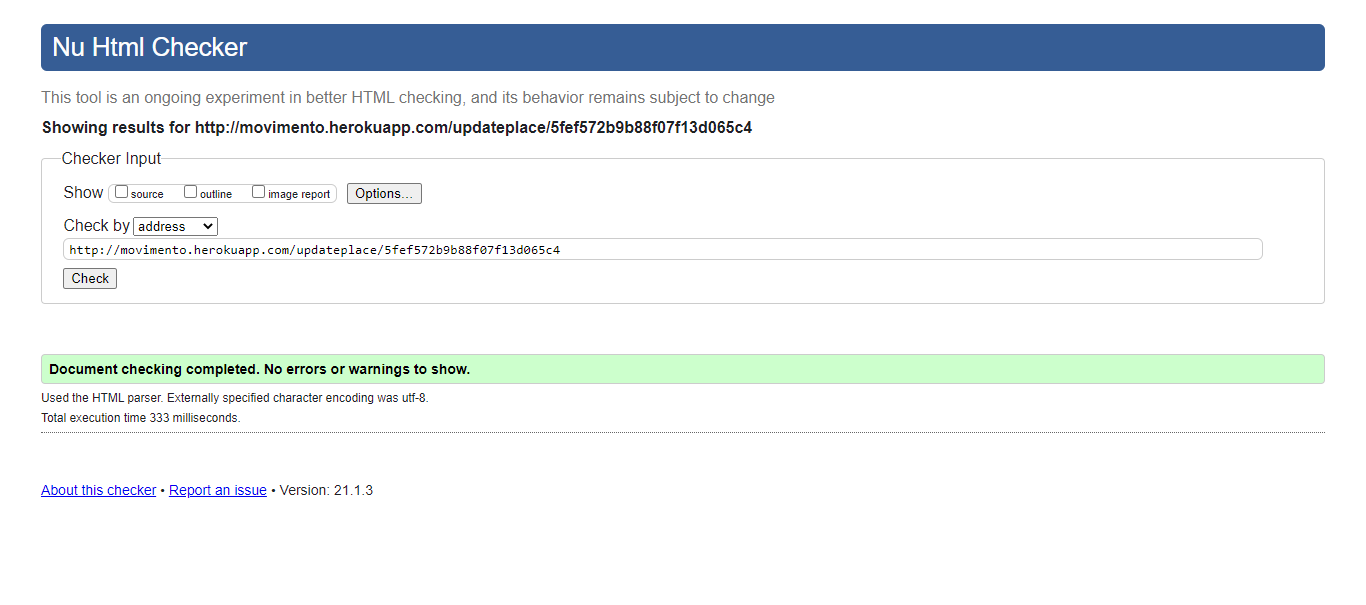 Nu Html Checker
This tool is an ongoing experiment in better HTML checking, and its behavior remains subject to change
Showing results for http://movimento.herokuapp.com/updateplace/5fef572b9b88f07f13d065c4
Checker Input
Show source outline image report Options...
Check by address
http://movimento.herokuapp.com/updateplace/5fef572b9b88f07f13d065c4
Check
Document checking completed. No errors or warnings to show.
Used the HTML parser. Externally specified character encoding was utf-8.
Total execution time 333 milliseconds.
About this checker • Report an issue • Version: 21.1.3